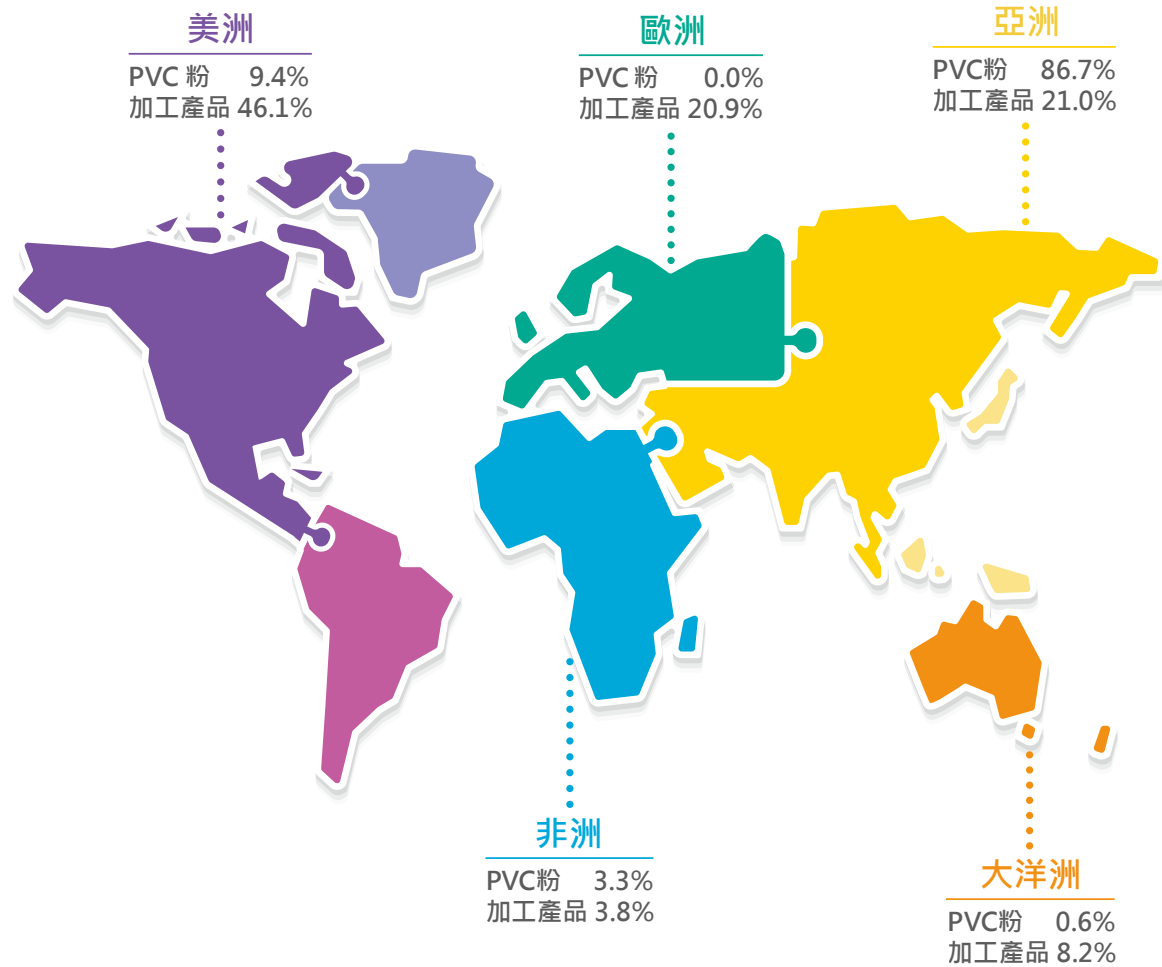 美洲
PVC 粉 9.4%
加工產品 46.1%
歐洲
PVC 粉 0.0%
加工產品 20.9%
亞洲
PVC粉 86.7%
加工產品 21.0%
非洲
PVC粉 3.3%
加工產品 3.8%
大洋洲
PVC粉 0.6%
加工產品 8.2%